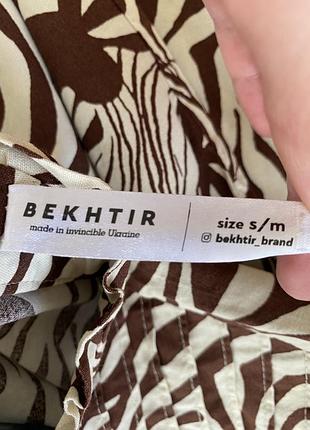 BEKHTIR
made in invincible Ukraine
size s/m
bekhtir_brand